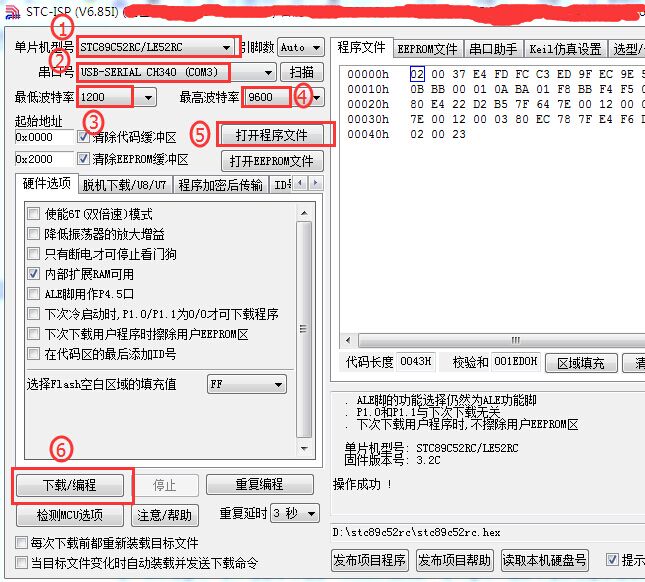 STC-ISP (V6.85I)
①
单片机型号 STC89C52RC/LE52RC 引脚数 Auto
②
串口号 USB-SERIAL CH340 (COM3) 扫描
最低波特率 1200 最高波特率 9600 ④
③
起始地址
0x0000 清除代码缓冲区 ⑤ 打开程序文件
0x2000 清除EEPROM缓冲区 打开EEPROM文件
硬件选项 脱机下载/U8/U7 程序加密后传输 ID号
使能6T(双倍速)模式
降低振荡器的放大增益
只有断电才可停止看门狗
内部扩展RAM可用
ALE脚用作P4.5口
下次冷启动时,P1.0/P1.1为0/0才可下载程序
下次下载用户程序时擦除用户EEPROM区
在代码区的最后添加ID号
选择Flash空白区域的填充值 FF
⑥
下载/编程 停止 重复编程
检测MCU选项 注意/帮助 重复延时 3 秒
每次下载前都重新装载目标文件
当目标文件变化时自动装载并发送下载命令
程序文件 EEPROM文件 串口助手 Keil仿真设置 选型/
00000h 02 00 37 E4 FD FC C3 ED 9F EC 9E 5
00010h 0B BB 00 01 0A BA 01 F8 BB F4 F5 0
00020h 80 E4 22 D2 B5 7F 64 7E 00 12 00 0
00030h 7E 00 12 00 03 80 EC 78 7F E4 F6 D
00040h 02 00 23
代码长度 0043H 校验和 001ED0H 区域填充 清
. ALE脚的功能选择仍然为ALE功能脚
. P1.0和P1.1与下次下载无关
. 下次下载用户程序时,不擦除用户EEPROM区
单片机型号: STC89C52RC/LE52RC
固件版本号: 3.2C
操作成功 !
D:\stc89c52rc\stc89c52rc.hex
发布项目程序 发布项目帮助 读取本机硬盘号 提示